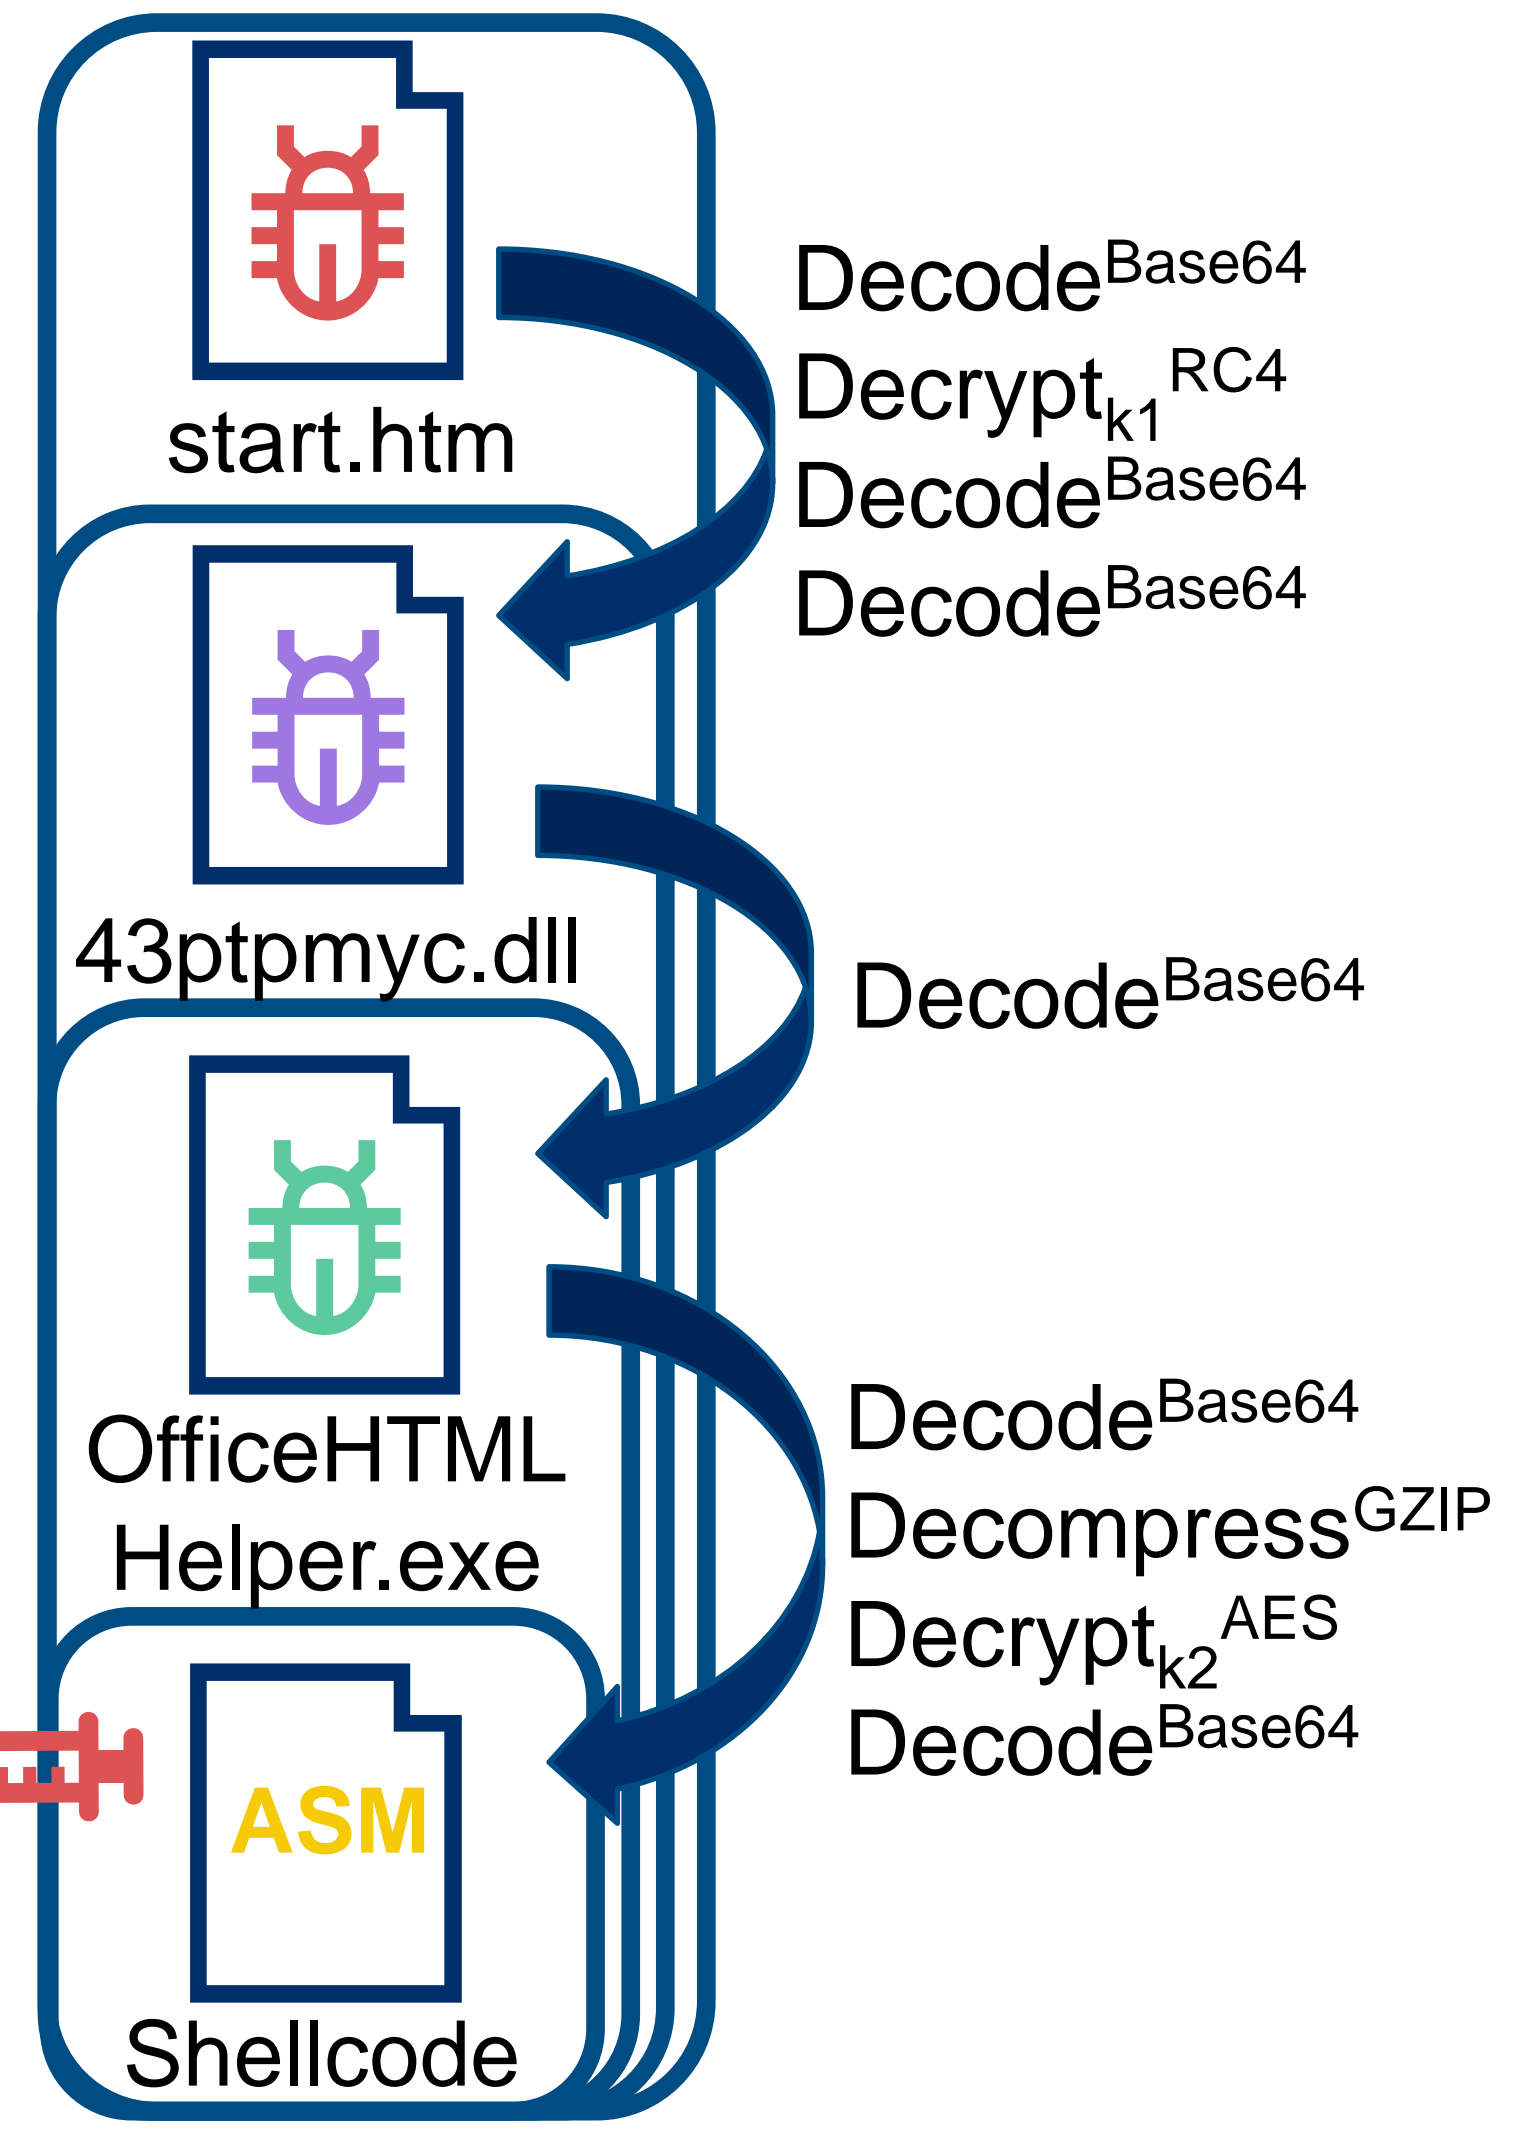 start.htm
Decode^Base64
Decrypt_k1^RC4
Decode^Base64
Decode^Base64
43ptpmyc.dll
Decode^Base64
OfficeHTML
Helper.exe
Decode^Base64
Decompress^GZIP
Decrypt_k2^AES
Decode^Base64
ASM
Shellcode